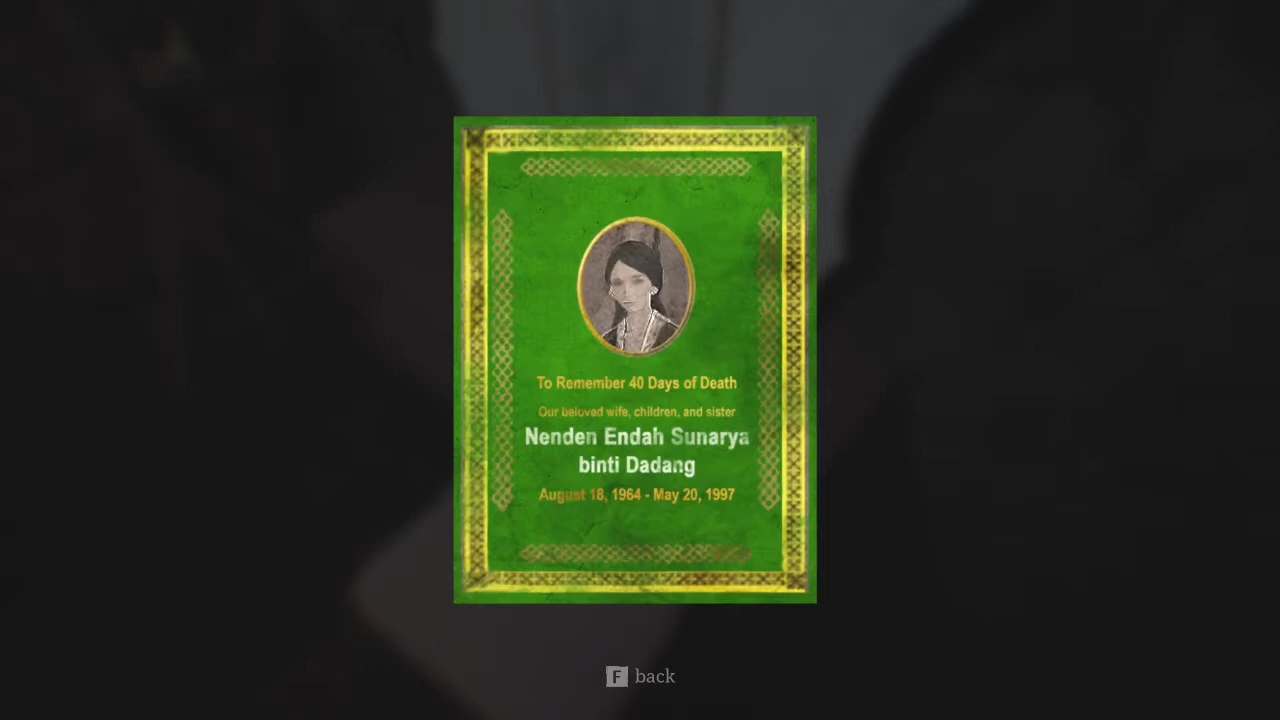 To Remember 40 Days of Death
Our beloved wife, children, and sister
Nenden Endah Sunarya
binti Dadang
August 18, 1964 - May 20, 1997
F back